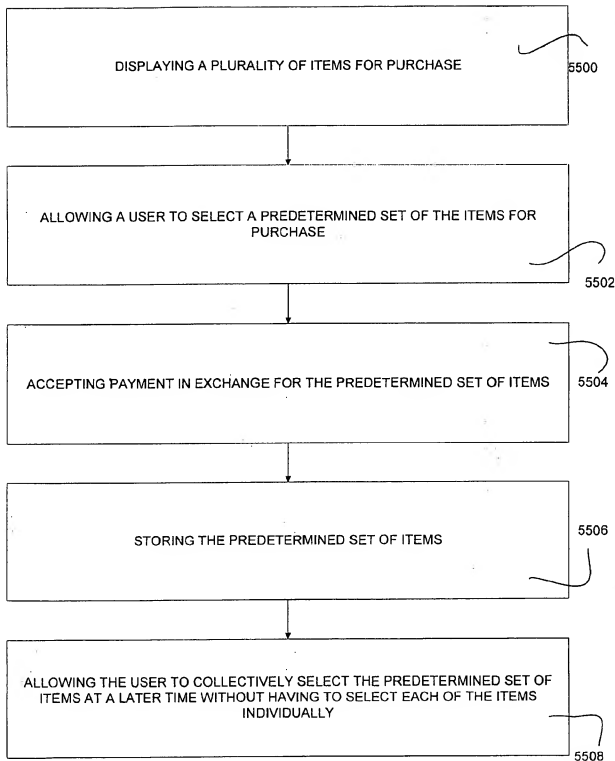 DISPLAYING A PLURALITY OF ITEMS FOR PURCHASE
5500
ALLOWING A USER TO SELECT A PREDETERMINED SET OF THE ITEMS FOR
PURCHASE
5502
ACCEPTING PAYMENT IN EXCHANGE FOR THE PREDETERMINED SET OF ITEMS
5504
STORING THE PREDETERMINED SET OF ITEMS
5506
ALLOWING THE USER TO COLLECTIVELY SELECT THE PREDETERMINED SET OF
ITEMS AT A LATER TIME WITHOUT HAVING TO SELECT EACH OF THE ITEMS
INDIVIDUALLY
5508